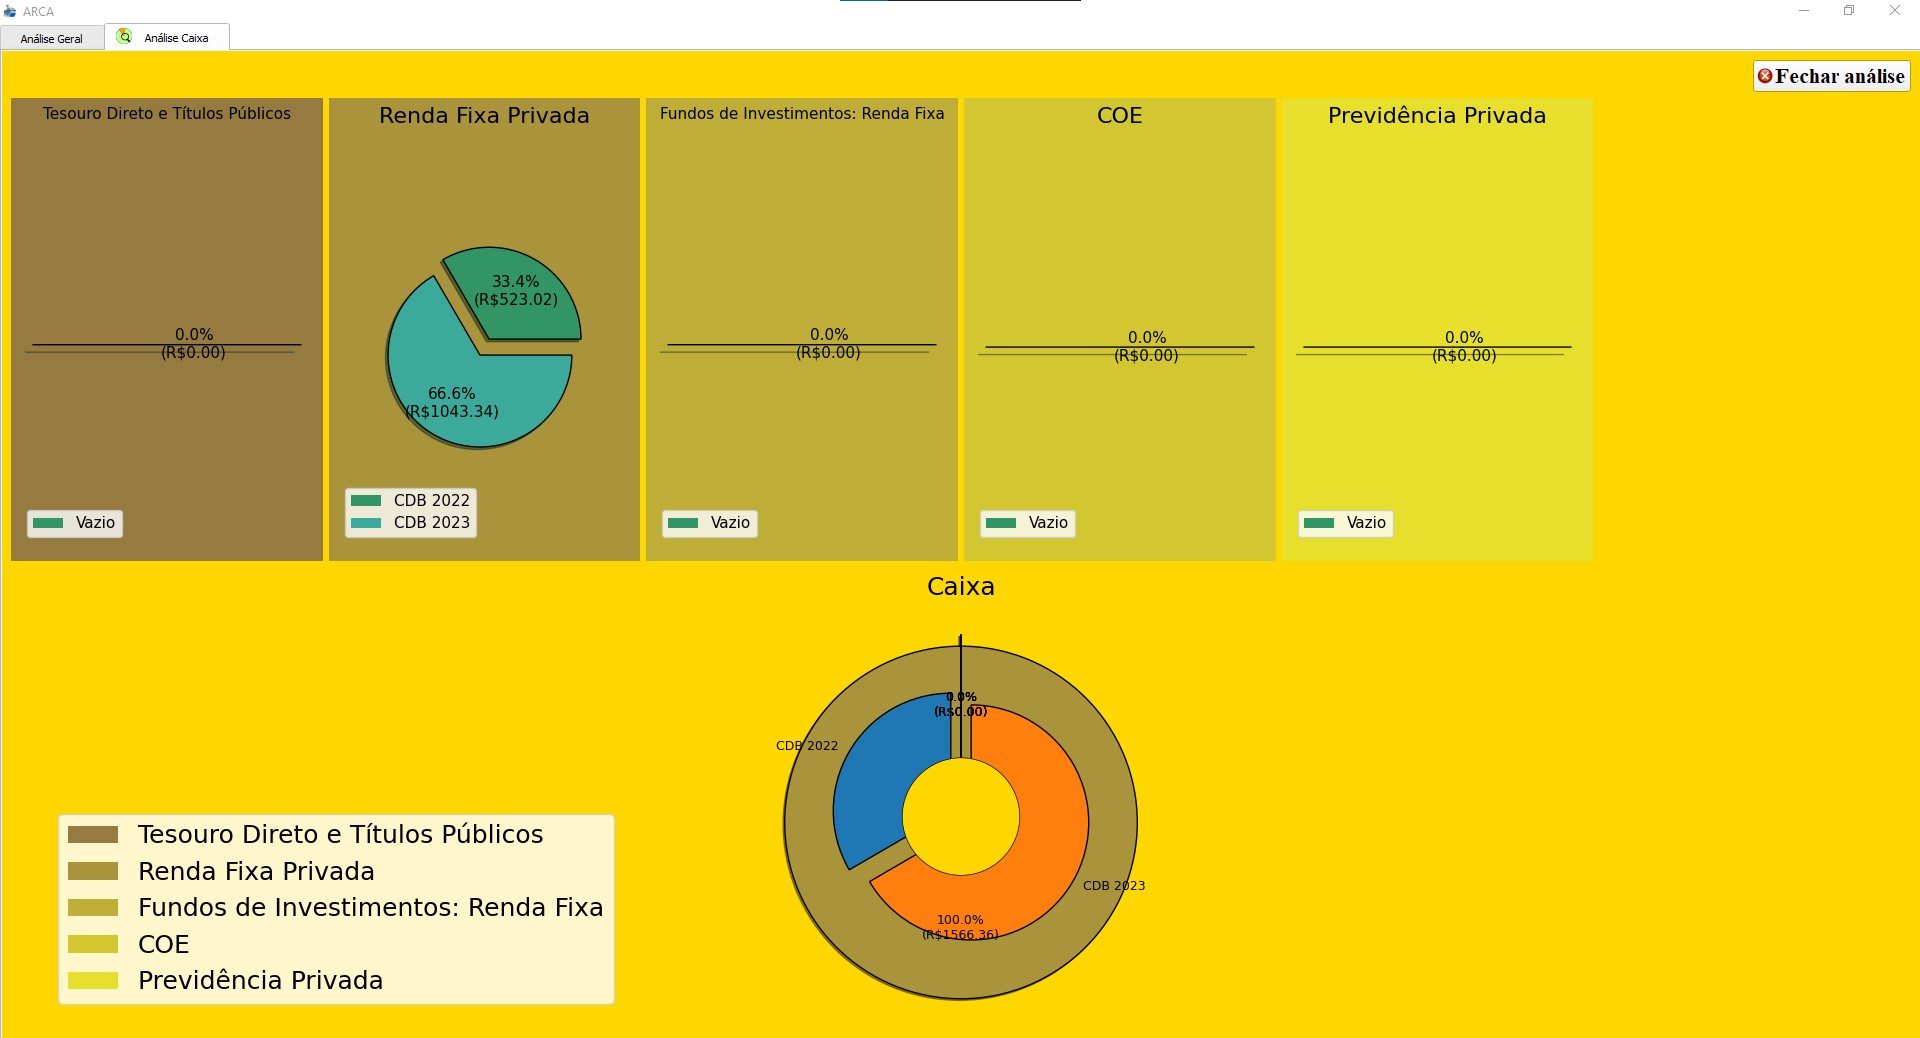 ARCA
Análise Geral
Análise Caixa
Fechar análise
Tesouro Direto e Títulos Públicos
0.0%
(R$0.00)
Vazio
Renda Fixa Privada
33.4%
(R$523.02)
66.6%
(R$1043.34)
CDB 2022
CDB 2023
Fundos de Investimentos: Renda Fixa
0.0%
(R$0.00)
Vazio
COE
0.0%
(R$0.00)
Vazio
Previdência Privada
0.0%
(R$0.00)
Vazio
Caixa
0.0%
(R$0.00)
CDB 2022
CDB 2023
100.0%
(R$1566.36)
Tesouro Direto e Títulos Públicos
Renda Fixa Privada
Fundos de Investimentos: Renda Fixa
COE
Previdência Privada